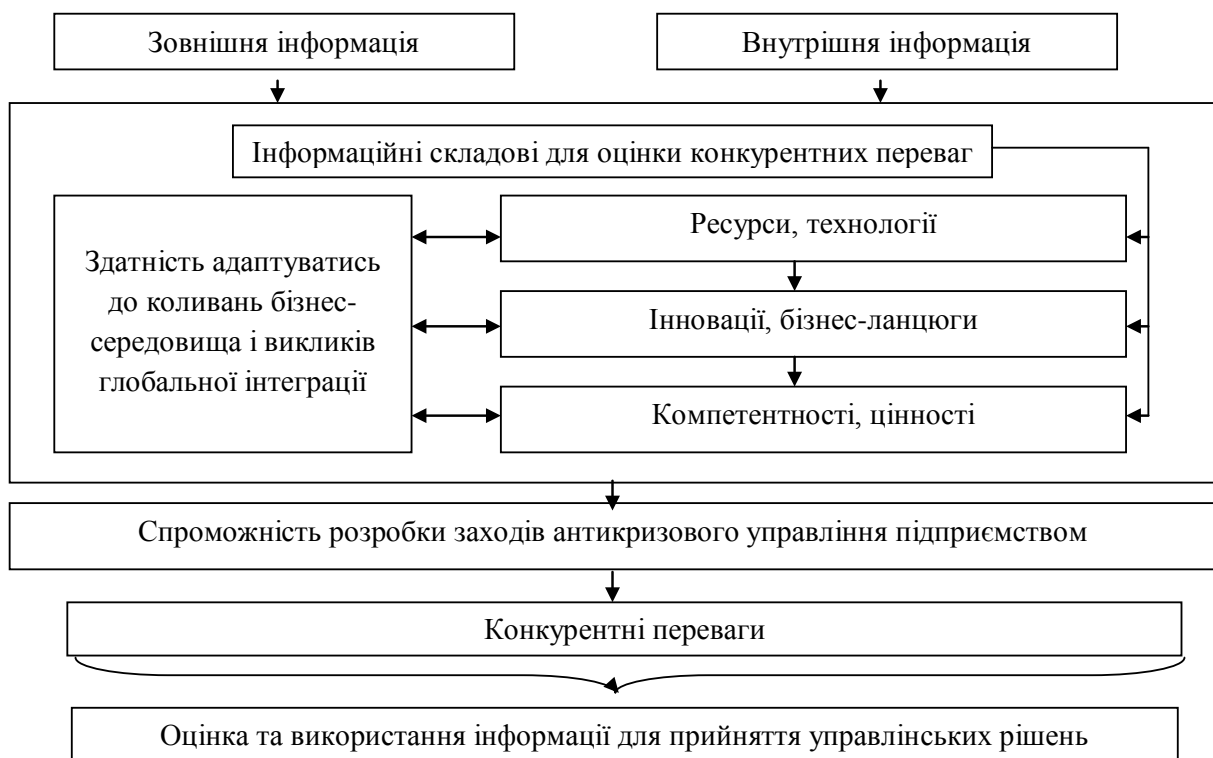 Зовнішня інформація
Внутрішня інформація
Інформаційні складові для оцінки конкурентних переваг
Здатність адаптуватись
до коливань бізнес-
середовища і викликів
глобальної інтеграції
Ресурси, технології
Інновації, бізнес-ланцюги
Компетентності, цінності
Спроможність розробки заходів антикризового управління підприємством
Конкурентні переваги
Оцінка та використання інформації для прийняття управлінських рішень